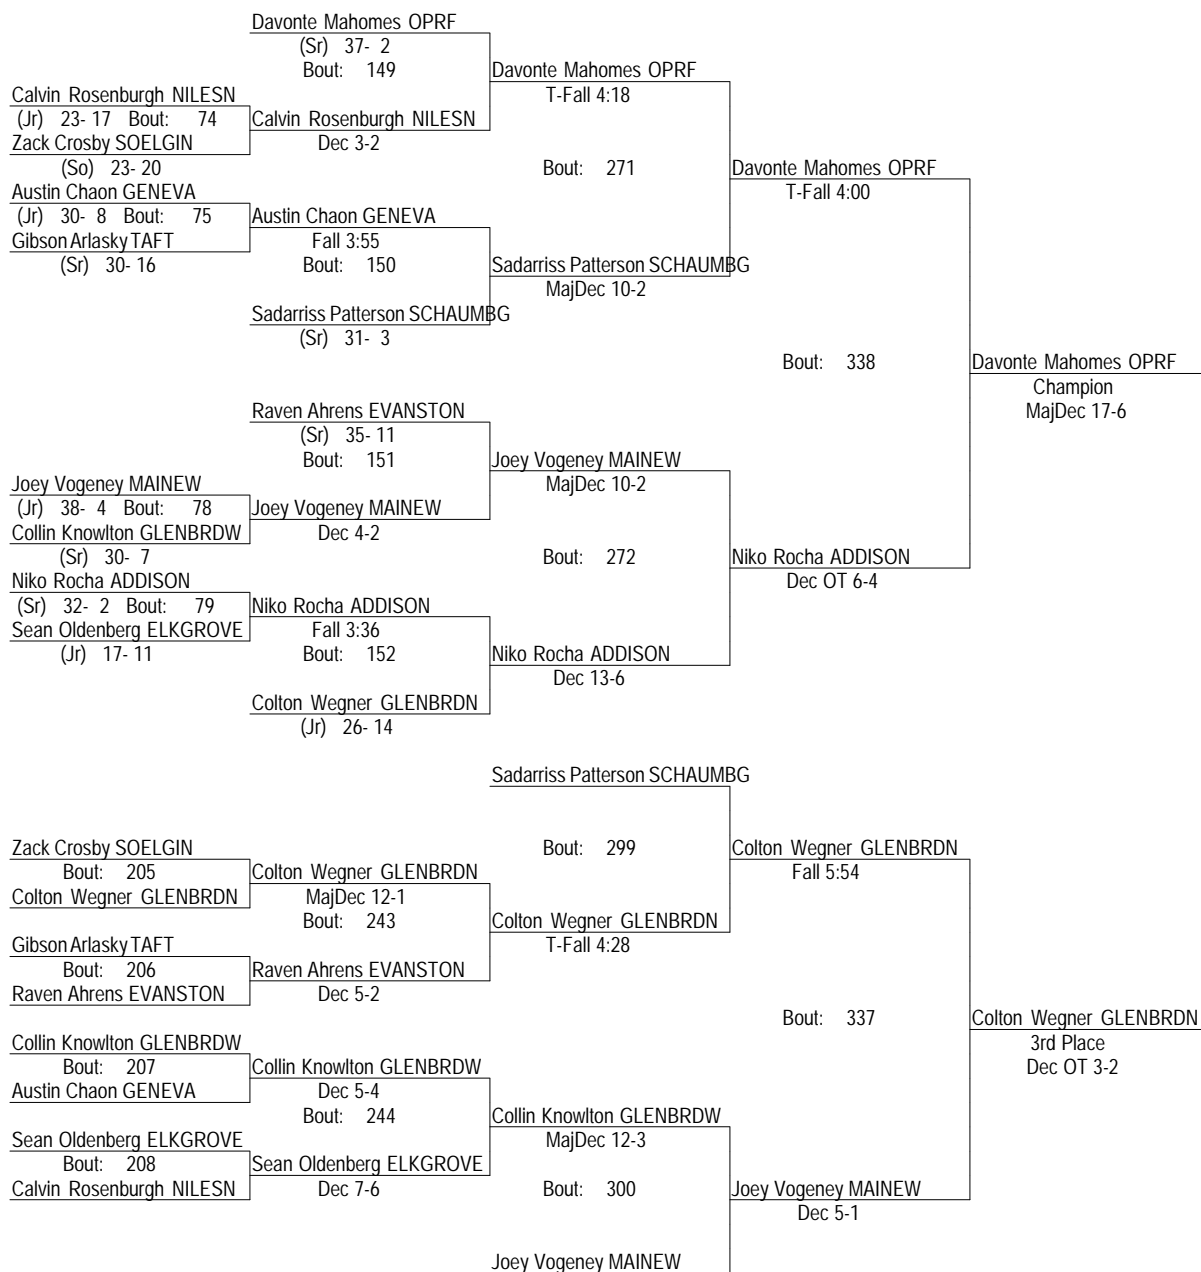 Davonte Mahomes OPRF
(Sr) 37- 2
Bout: 149
Davonte Mahomes OPRF
T-Fall 4:18
Calvin Rosenburgh NILESN
(Jr) 23- 17 Bout: 74
Calvin Rosenburgh NILESN
Dec 3-2
Zack Crosby SOELGIN
(So) 23- 20
Bout: 271
Davonte Mahomes OPRF
T-Fall 4:00
Austin Chaon GENEVA
(Jr) 30- 8 Bout: 75
Austin Chaon GENEVA
Fall 3:55
Gibson Arlasky TAFT
(Sr) 30- 16
Bout: 150
Sadarriss Patterson SCHAUMBG
MajDec 10-2
Sadarriss Patterson SCHAUMBG
(Sr) 31- 3
Bout: 338
Davonte Mahomes OPRF
Champion
MajDec 17-6
Raven Ahrens EVANSTON
(Sr) 35- 11
Bout: 151
Joey Vogeney MAINEW
MajDec 10-2
Joey Vogeney MAINEW
(Jr) 38- 4 Bout: 78
Joey Vogeney MAINEW
Dec 4-2
Collin Knowlton GLENBRDW
(Sr) 30- 7
Bout: 272
Niko Rocha ADDISON
Dec OT 6-4
Niko Rocha ADDISON
(Sr) 32- 2 Bout: 79
Niko Rocha ADDISON
Fall 3:36
Sean Oldenberg ELKGROVE
(Jr) 17- 11
Bout: 152
Niko Rocha ADDISON
Dec 13-6
Colton Wegner GLENBRDN
(Jr) 26- 14
Sadarriss Patterson SCHAUMBG
Bout: 299
Colton Wegner GLENBRDN
Fall 5:54
Zack Crosby SOELGIN
Bout: 205
Colton Wegner GLENBRDN
Colton Wegner GLENBRDN
MajDec 12-1
Bout: 243
Colton Wegner GLENBRDN
T-Fall 4:28
Gibson Arlasky TAFT
Bout: 206
Raven Ahrens EVANSTON
Raven Ahrens EVANSTON
Dec 5-2
Bout: 337
Colton Wegner GLENBRDN
3rd Place
Dec OT 3-2
Collin Knowlton GLENBRDW
Bout: 207
Austin Chaon GENEVA
Collin Knowlton GLENBRDW
Dec 5-4
Bout: 244
Collin Knowlton GLENBRDW
MajDec 12-3
Sean Oldenberg ELKGROVE
Bout: 208
Calvin Rosenburgh NILESN
Sean Oldenberg ELKGROVE
Dec 7-6
Bout: 300
Joey Vogeney MAINEW
Dec 5-1
Joey Vogeney MAINEW